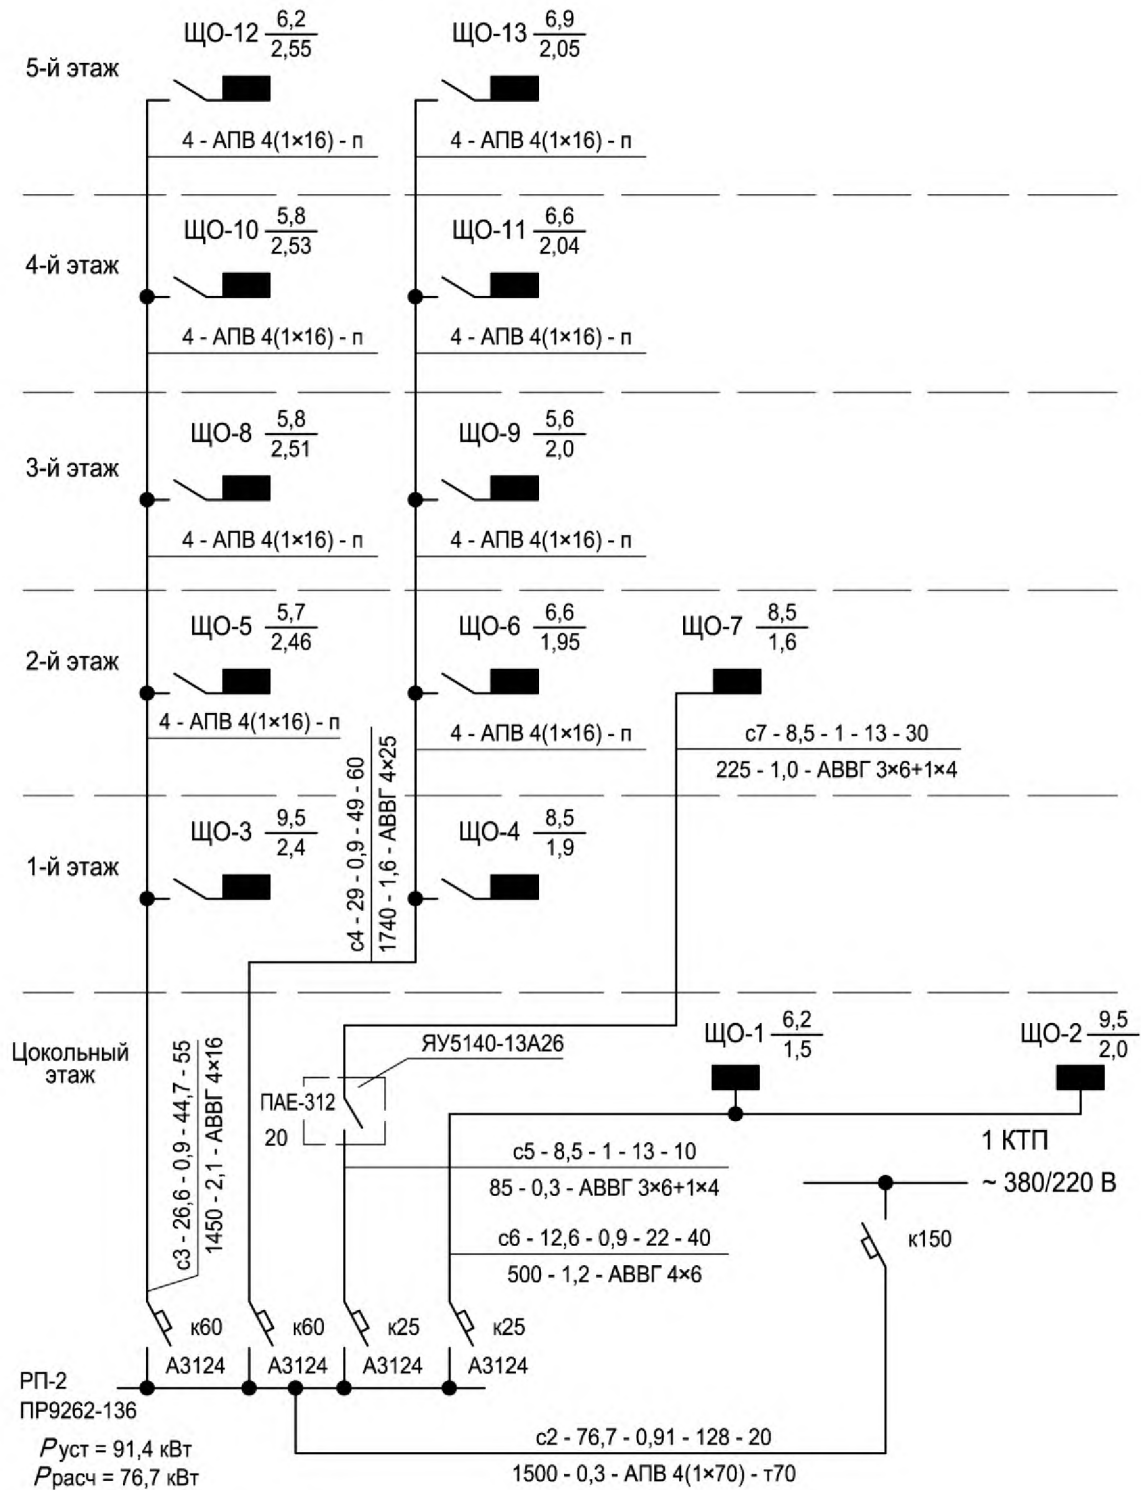 5-й этаж
ЩО-12 6,2
2,55
ЩО-13 6,9
2,05
4 - АПВ 4(1×16) - п
4 - АПВ 4(1×16) - п
4-й этаж
ЩО-10 5,8
2,53
ЩО-11 6,6
2,04
4 - АПВ 4(1×16) - п
4 - АПВ 4(1×16) - п
3-й этаж
ЩО-8 5,8
2,51
ЩО-9 5,6
2,0
4 - АПВ 4(1×16) - п
4 - АПВ 4(1×16) - п
2-й этаж
ЩО-5 5,7
2,46
ЩО-6 6,6
1,95
ЩО-7 8,5
1,6
4 - АПВ 4(1×16) - п
4 - АПВ 4(1×16) - п
с7 - 8,5 - 1 - 13 - 30
225 - 1,0 - АВВГ 3×6+1×4
с4 - 29 - 0,9 - 49 - 60
1740 - 1,6 - АВВГ 4×25
1-й этаж
ЩО-3 9,5
2,4
ЩО-4 8,5
1,9
Цокольный
этаж
с3 - 26,6 - 0,9 - 44,7 - 55
1450 - 2,1 - АВВГ 4×16
ЯУ5140-13А26
ПАЕ-312
20
ЩО-1 6,2
1,5
ЩО-2 9,5
2,0
с5 - 8,5 - 1 - 13 - 10
85 - 0,3 - АВВГ 3×6+1×4
с6 - 12,6 - 0,9 - 22 - 40
500 - 1,2 - АВВГ 4×6
1 КТП
~ 380/220 В
к150
к60
к60
к25
к25
А3124
А3124
А3124
А3124
РП-2
ПР9262-136
Pуст = 91,4 кВт
Pрасч = 76,7 кВт
с2 - 76,7 - 0,91 - 128 - 20
1500 - 0,3 - АПВ 4(1×70) - т70